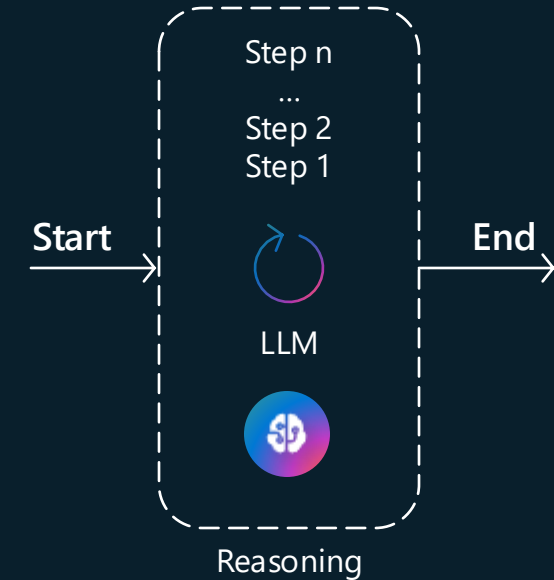 Step n
...
Step 2
Step 1
Start
End
LLM
Reasoning